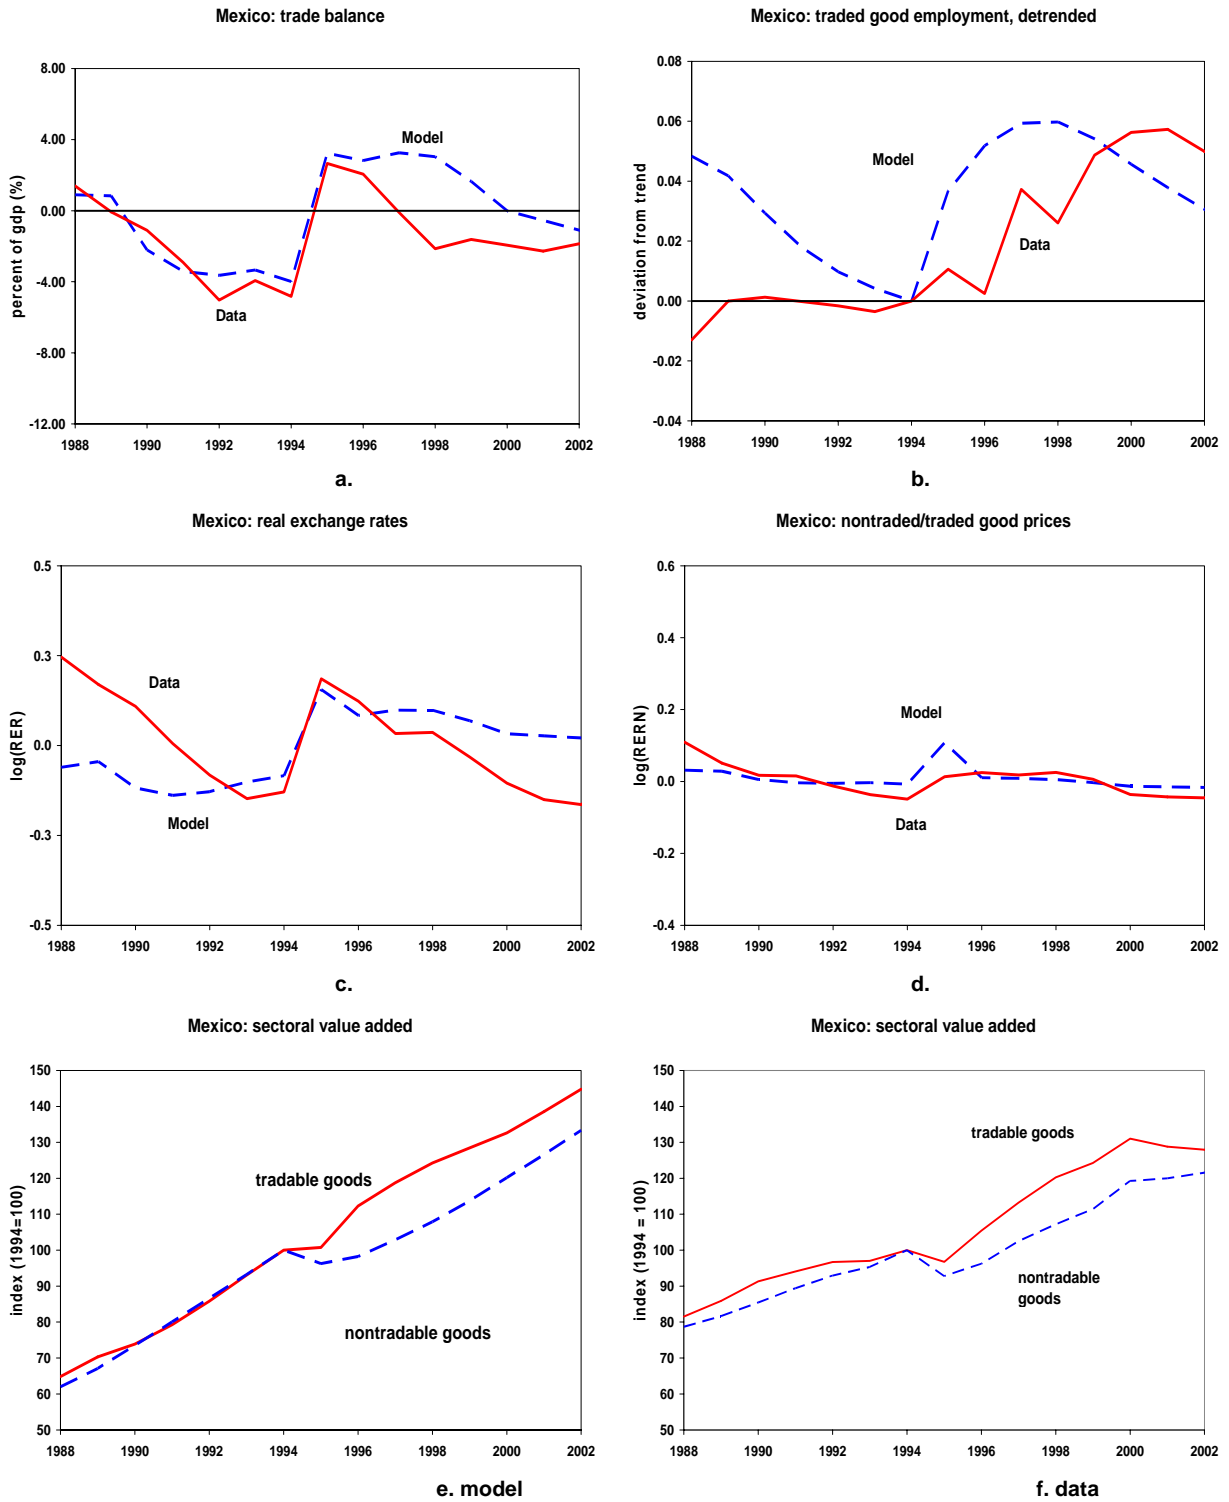 Mexico: trade balance
percent of gdp (%)
8.00
4.00
0.00
-4.00
-8.00
-12.00
Model
Data
1988 1990 1992 1994 1996 1998 2000 2002
a.
Mexico: traded good employment, detrended
deviation from trend
0.08
0.06
0.04
0.02
0.00
-0.02
-0.04
Model
Data
1988 1990 1992 1994 1996 1998 2000 2002
b.
Mexico: real exchange rates
log(RER)
0.5
0.3
0.0
-0.3
-0.5
Data
Model
1988 1990 1992 1994 1996 1998 2000 2002
c.
Mexico: nontraded/traded good prices
log(RERN)
0.6
0.4
0.2
0.0
-0.2
-0.4
Model
Data
1988 1990 1992 1994 1996 1998 2000 2002
d.
Mexico: sectoral value added
index (1994=100)
150
140
130
120
110
100
90
80
70
60
50
tradable goods
nontradable goods
1988 1990 1992 1994 1996 1998 2000 2002
e. model
Mexico: sectoral value added
index (1994 = 100)
150
140
130
120
110
100
90
80
70
60
50
tradable goods
nontradable
goods
1988 1990 1992 1994 1996 1998 2000 2002
f. data